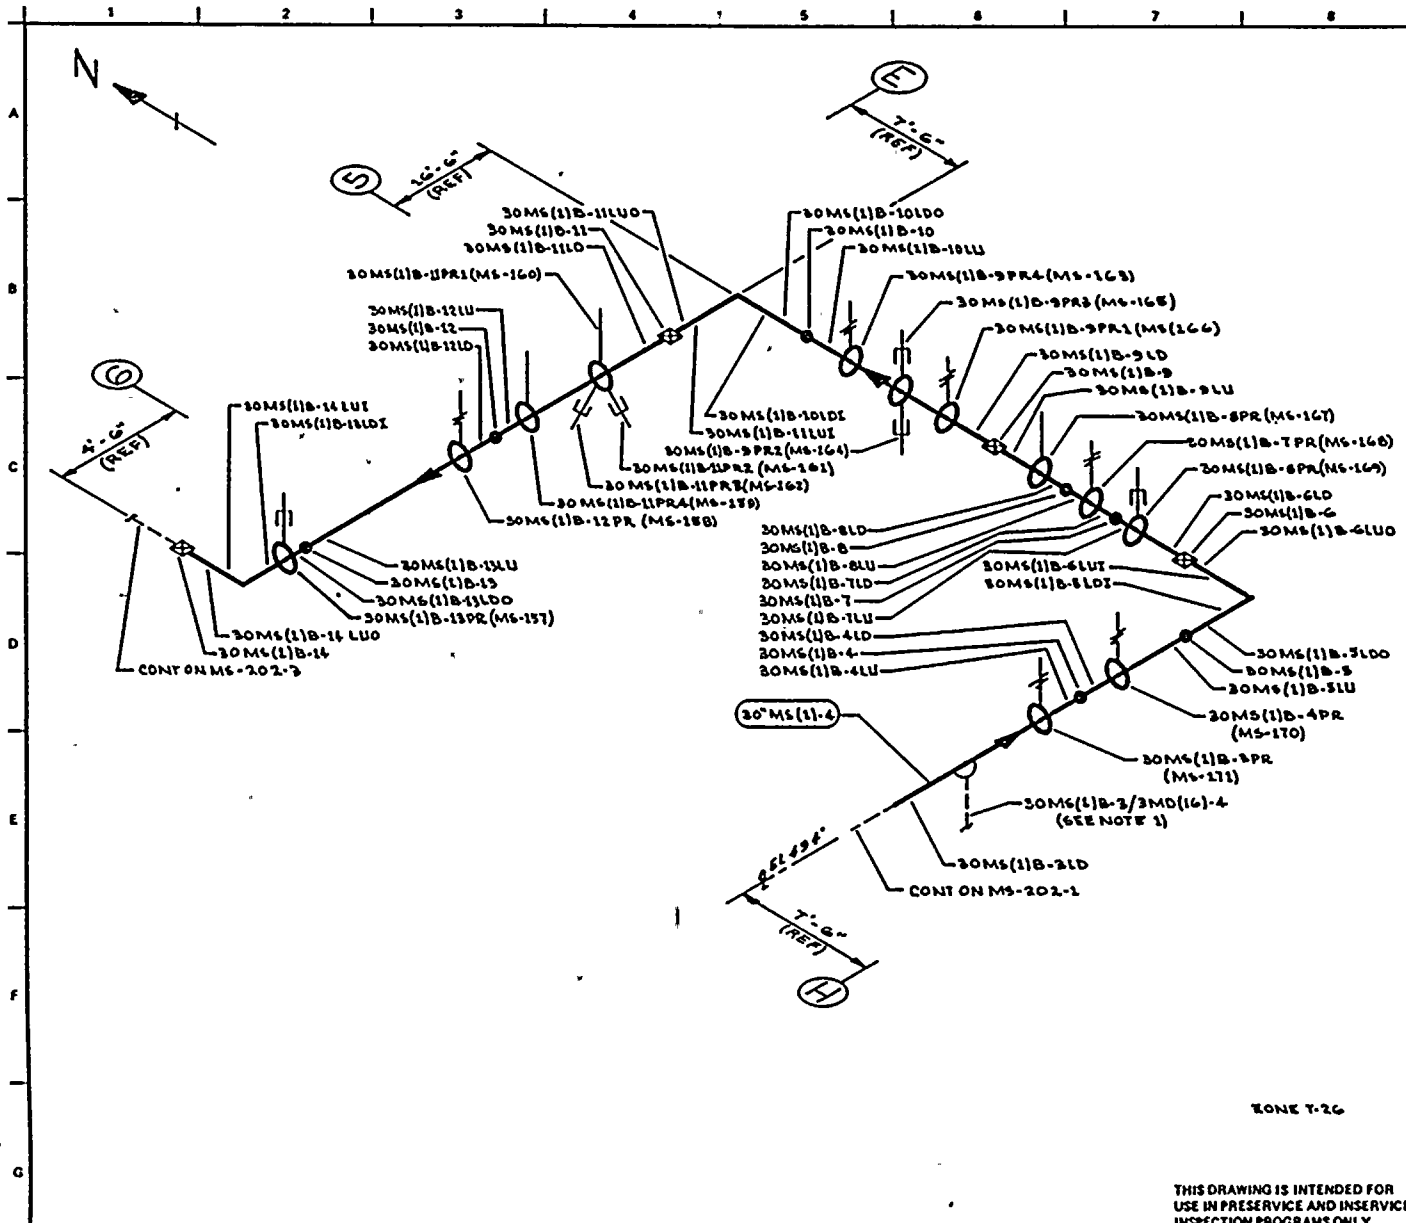 1 2 3 4 5 6 7 8
N
A
B
C
D
E
F
G
E
7'-6"
(REF)
5
16'-6"
(REF)
30MS(1)B-11LUO
30MS(1)B-11
30MS(1)B-11LD
30MS(1)B-11PR1(MS-160)
30MS(1)B-12LU
30MS(1)B-12
30MS(1)B-12LD
30MS(1)B-10LDO
30MS(1)B-10
30MS(1)B-10LU
30MS(1)B-9PR4(MS-163)
30MS(1)B-9PR3(MS-165)
30MS(1)B-9PR1(MS(166)
30MS(1)B-9LD
30MS(1)B-9
30MS(1)B-9LU
30MS(1)B-8PR(MS-167)
30MS(1)B-7PR(MS-168)
30MS(1)B-6PR(MS-169)
30MS(1)B-6LD
30MS(1)B-6
30MS(1)B-6LUO
6
4'-6"
(REF)
30MS(1)B-14LUI
30MS(1)B-13LDI
30MS(1)B-10LDI
30MS(1)B-11LUI
30MS(1)B-9PR2(MS-164)
30MS(1)B-11PR2(MS-161)
30MS(1)B-11PR3(MS-162)
30MS(1)B-11PR4(MS-159)
30MS(1)B-12PR (MS-158)
30MS(1)B-13LU
30MS(1)B-13
30MS(1)B-13LDO
30MS(1)B-13PR(MS-157)
30MS(1)B-14 LUO
30MS(1)B-14
CONT ON MS-202-3
30MS(1)B-8LD
30MS(1)B-8
30MS(1)B-8LU
30MS(1)B-7LD
30MS(1)B-7
30MS(1)B-7LU
30MS(1)B-4LD
30MS(1)B-4
30MS(1)B-4LU
30MS(1)B-6LUI
30MS(1)B-5LDI
30MS(1)B-5LDO
30MS(1)B-5
30MS(1)B-5LU
30MS(1)B-4PR
(MS-170)
30MS(1)B-3PR
(MS-171)
30"MS(1)-4
30MS(1)B-3/3MD(16)-4
(SEE NOTE 1)
30MS(1)B-3LD
CONT ON MS-202-1
EL 494'
7'-6"
(REF)
H
ZONE T-26
THIS DRAWING IS INTENDED FOR
USE IN PRESERVICE AND INSERVICE
INSPECTION PROGRAMS ONLY